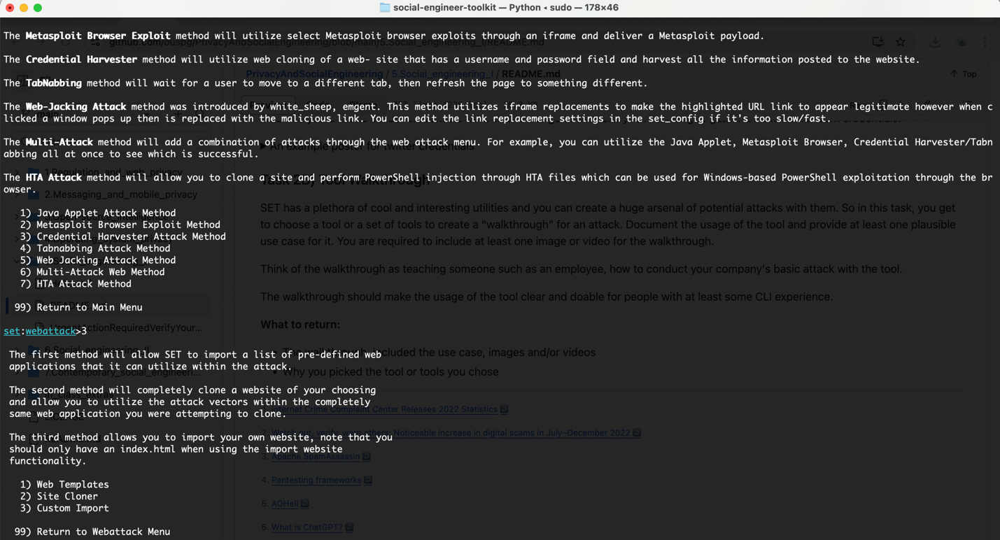 social-engineer-toolkit — Python ◂ sudo — 178×46
The Metasploit Browser Exploit method will utilize select Metasploit browser exploits through an iframe and deliver a Metasploit payload.
github.com/ouspg/PrivacyAndSocialEngineering/blob/main/5.Social_engineering_I/README.md
The Credential Harvester method will utilize web cloning of a web- site that has a username and password field and harvest all the information posted to the website.
PrivacyAndSocialEngineering / 5.Social_engineering_I / README.md
Top
The TabNabbing method will wait for a user to move to a different tab, then refresh the page to something different.
The Web-Jacking Attack method was introduced by white_sheep, emgent. This method utilizes iframe replacements to make the highlighted URL link to appear legitimate however when c
licked a window pops up then is replaced with the malicious link. You can edit the link replacement settings in the set_config if it's too slow/fast.
The Multi-Attack method will add a combination of attacks through the web attack menu. For example, you can utilize the Java Applet, Metasploit Browser, Credential Harvester/Tabn
An example poster for twitter credentials
abbing all at once to see which is successful.
1.Regulation_and_web_privacy
The HTA Attack method will allow you to clone a site and perform PowerShell injection through HTA files which can be used for Windows-based PowerShell exploitation through the br
Task 2B) Tool Walkthrough
owser.
2.Messaging_and_mobile_privacy
SET has a plethora of cool and interesting utilities and you can create a huge arsenal of potential attacks with them. So in this task, you get
to choose a tool or a set of tools to create a "walkthrough" for an attack. Document the usage of the tool and provide at least one plausible
use case for it. You are required to include at least one image or video for the walkthrough.
Think of the walkthrough as teaching someone such as an employee, how to conduct your company's basic attack with the tool.
The walkthrough should make the usage of the tool clear and doable for people with at least some CLI experience.
What to return:
The walkthrough, included the use case, images and/or videos
Why you picked the tool or tools you chose
1) Java Applet Attack Method
2) Metasploit Browser Exploit Method
3) Credential Harvester Attack Method
4) Tabnabbing Attack Method
5) Web Jacking Attack Method
6) Multi-Attack Web Method
7) HTA Attack Method
99) Return to Main Menu
UrgentActionRequiredVerifyYour...
set:webattack>3
6.Social_engineering_II
The first method will allow SET to import a list of pre-defined web
applications that it can utilize within the attack.
7.Contemporary_social_engineeri...
The second method will completely clone a website of your choosing
and allow you to utilize the attack vectors within the completely
same web application you were attempting to clone.
The third method allows you to import your own website, note that you
should only have an index.html when using the import website
functionality.
1) Web Templates
2) Site Cloner
3) Custom Import
99) Return to Webattack Menu
1. Internet Crime Complaint Center Releases 2022 Statistics
2. Watch out, verify, warn others: Noticeable increase in digital scams in July–December 2022
3. Apache SpamAssassin
4. Pentesting frameworks
5. AOHell
6. What is ChatGPT?